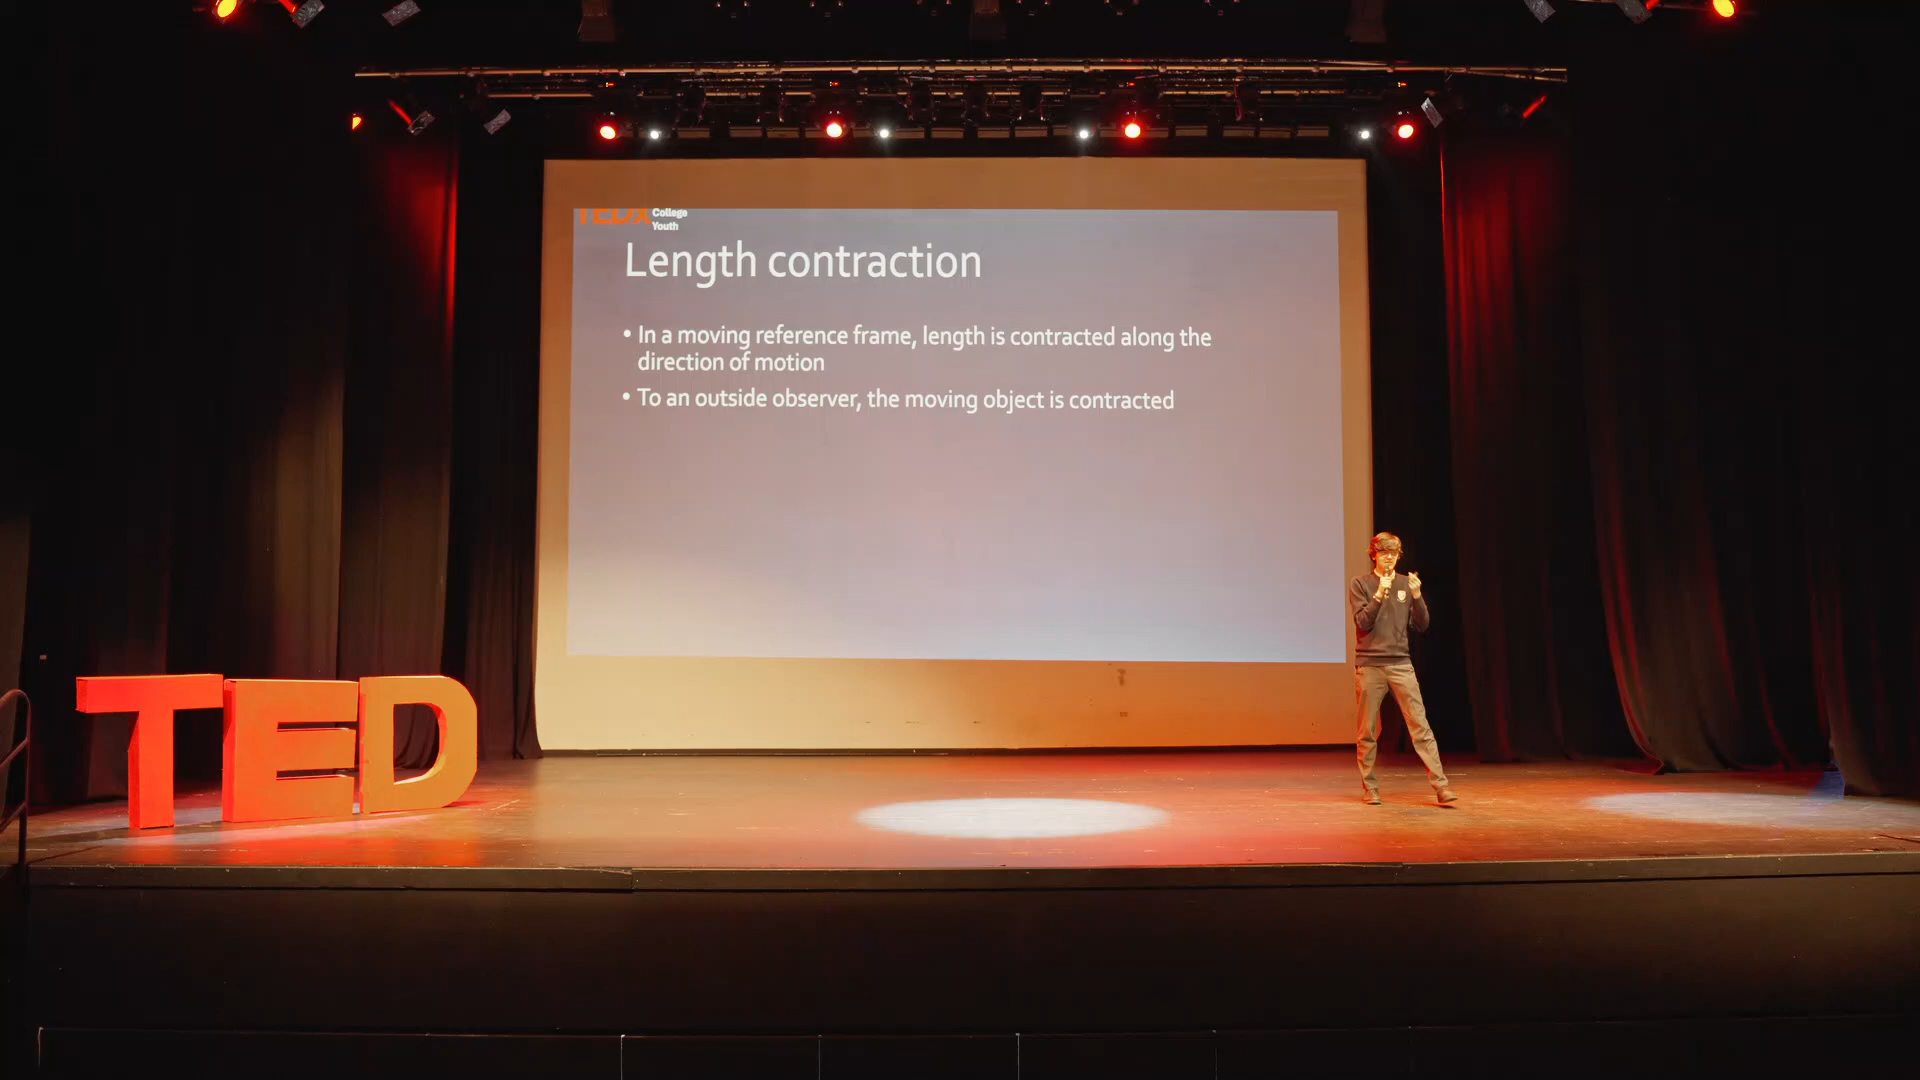 TEDx College
Youth
Length contraction
• In a moving reference frame, length is contracted along the
direction of motion
• To an outside observer, the moving object is contracted
TED